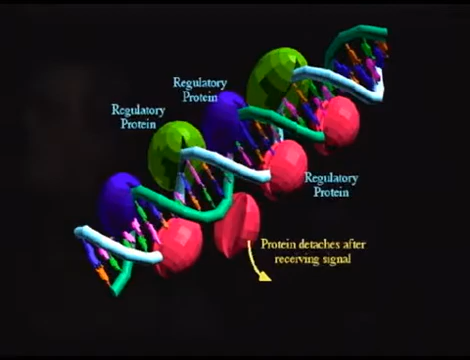 Regulatory
Protein
Regulatory
Protein
Regulatory
Protein
Protein detaches after
receiving signal